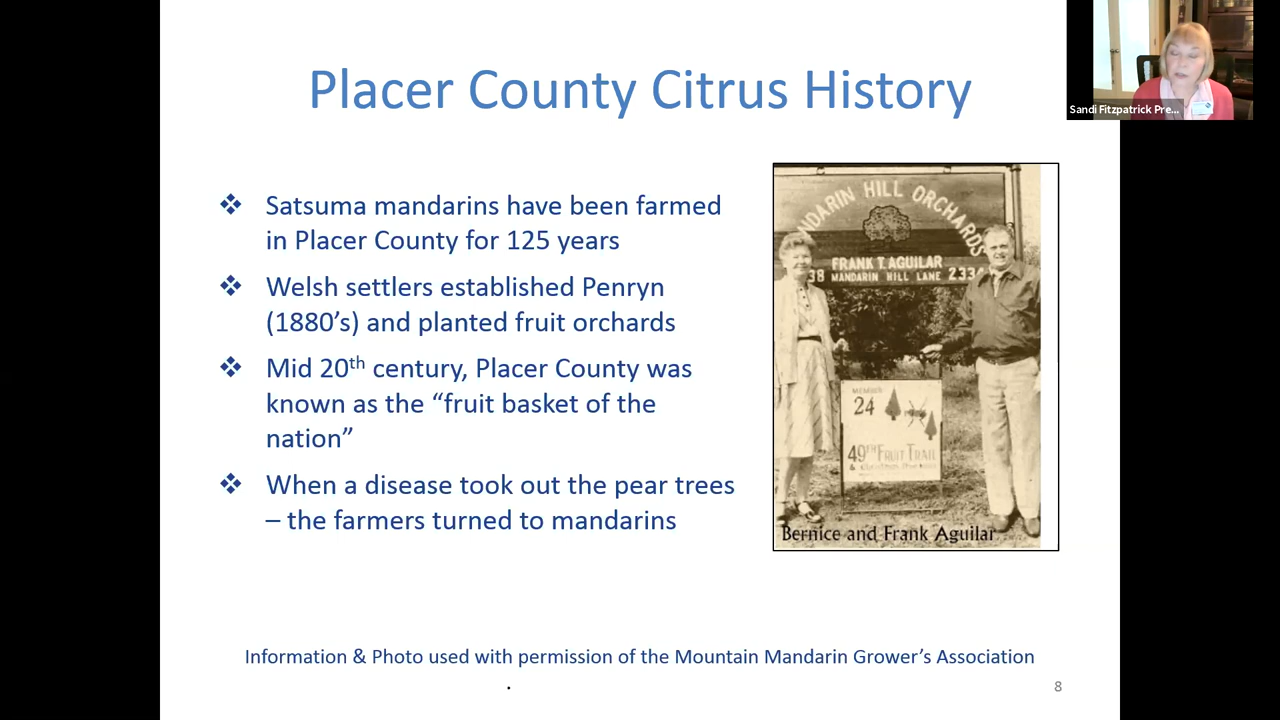 Placer County Citrus History
Sandi Fitzpatrick Pre...
❖ Satsuma mandarins have been farmed
in Placer County for 125 years
❖ Welsh settlers established Penryn
(1880's) and planted fruit orchards
❖ Mid 20th century, Placer County was
known as the “fruit basket of the
nation”
❖ When a disease took out the pear trees
– the farmers turned to mandarins
NDARIN HILL ORCHARDS
FRANK T. AGUILAR
38 MANDARIN HILL LANE 233
MEMBER
24
49ER FRUIT TRAIL
&
Bernice and Frank Aguilar
Information & Photo used with permission of the Mountain Mandarin Grower's Association
.
8